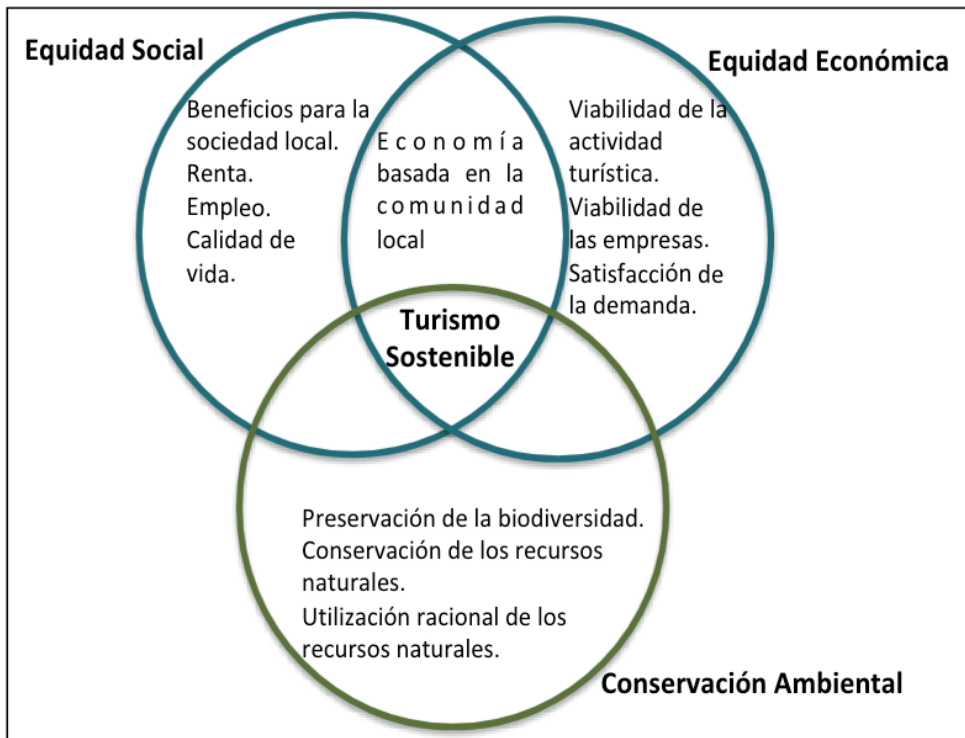 Equidad Social
Equidad Económica
Beneficios para la
sociedad local.
Renta.
Empleo.
Calidad de
vida.
Economía
basada en la
comunidad
local
Viabilidad de la
actividad
turística.
Viabilidad de
las empresas.
Satisfacción de
la demanda.
Turismo
Sostenible
Preservación de la biodiversidad.
Conservación de los recursos
naturales.
Utilización racional de los
recursos naturales.
Conservación Ambiental